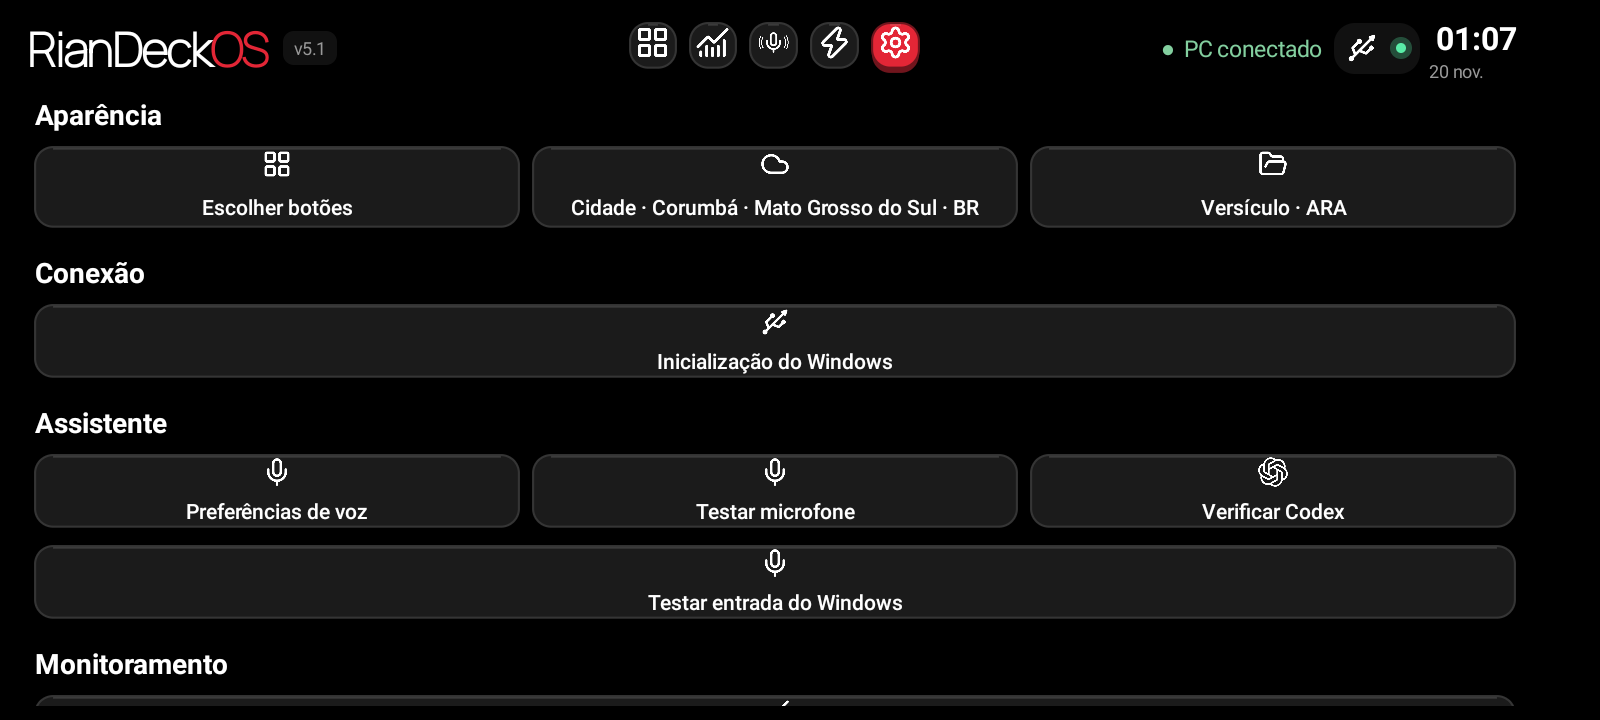 RianDeckOS v5.1
PC conectado
01:07
20 nov.
Aparência
Escolher botões
Cidade · Corumbá · Mato Grosso do Sul · BR
Versículo · ARA
Conexão
Inicialização do Windows
Assistente
Preferências de voz
Testar microfone
Verificar Codex
Testar entrada do Windows
Monitoramento